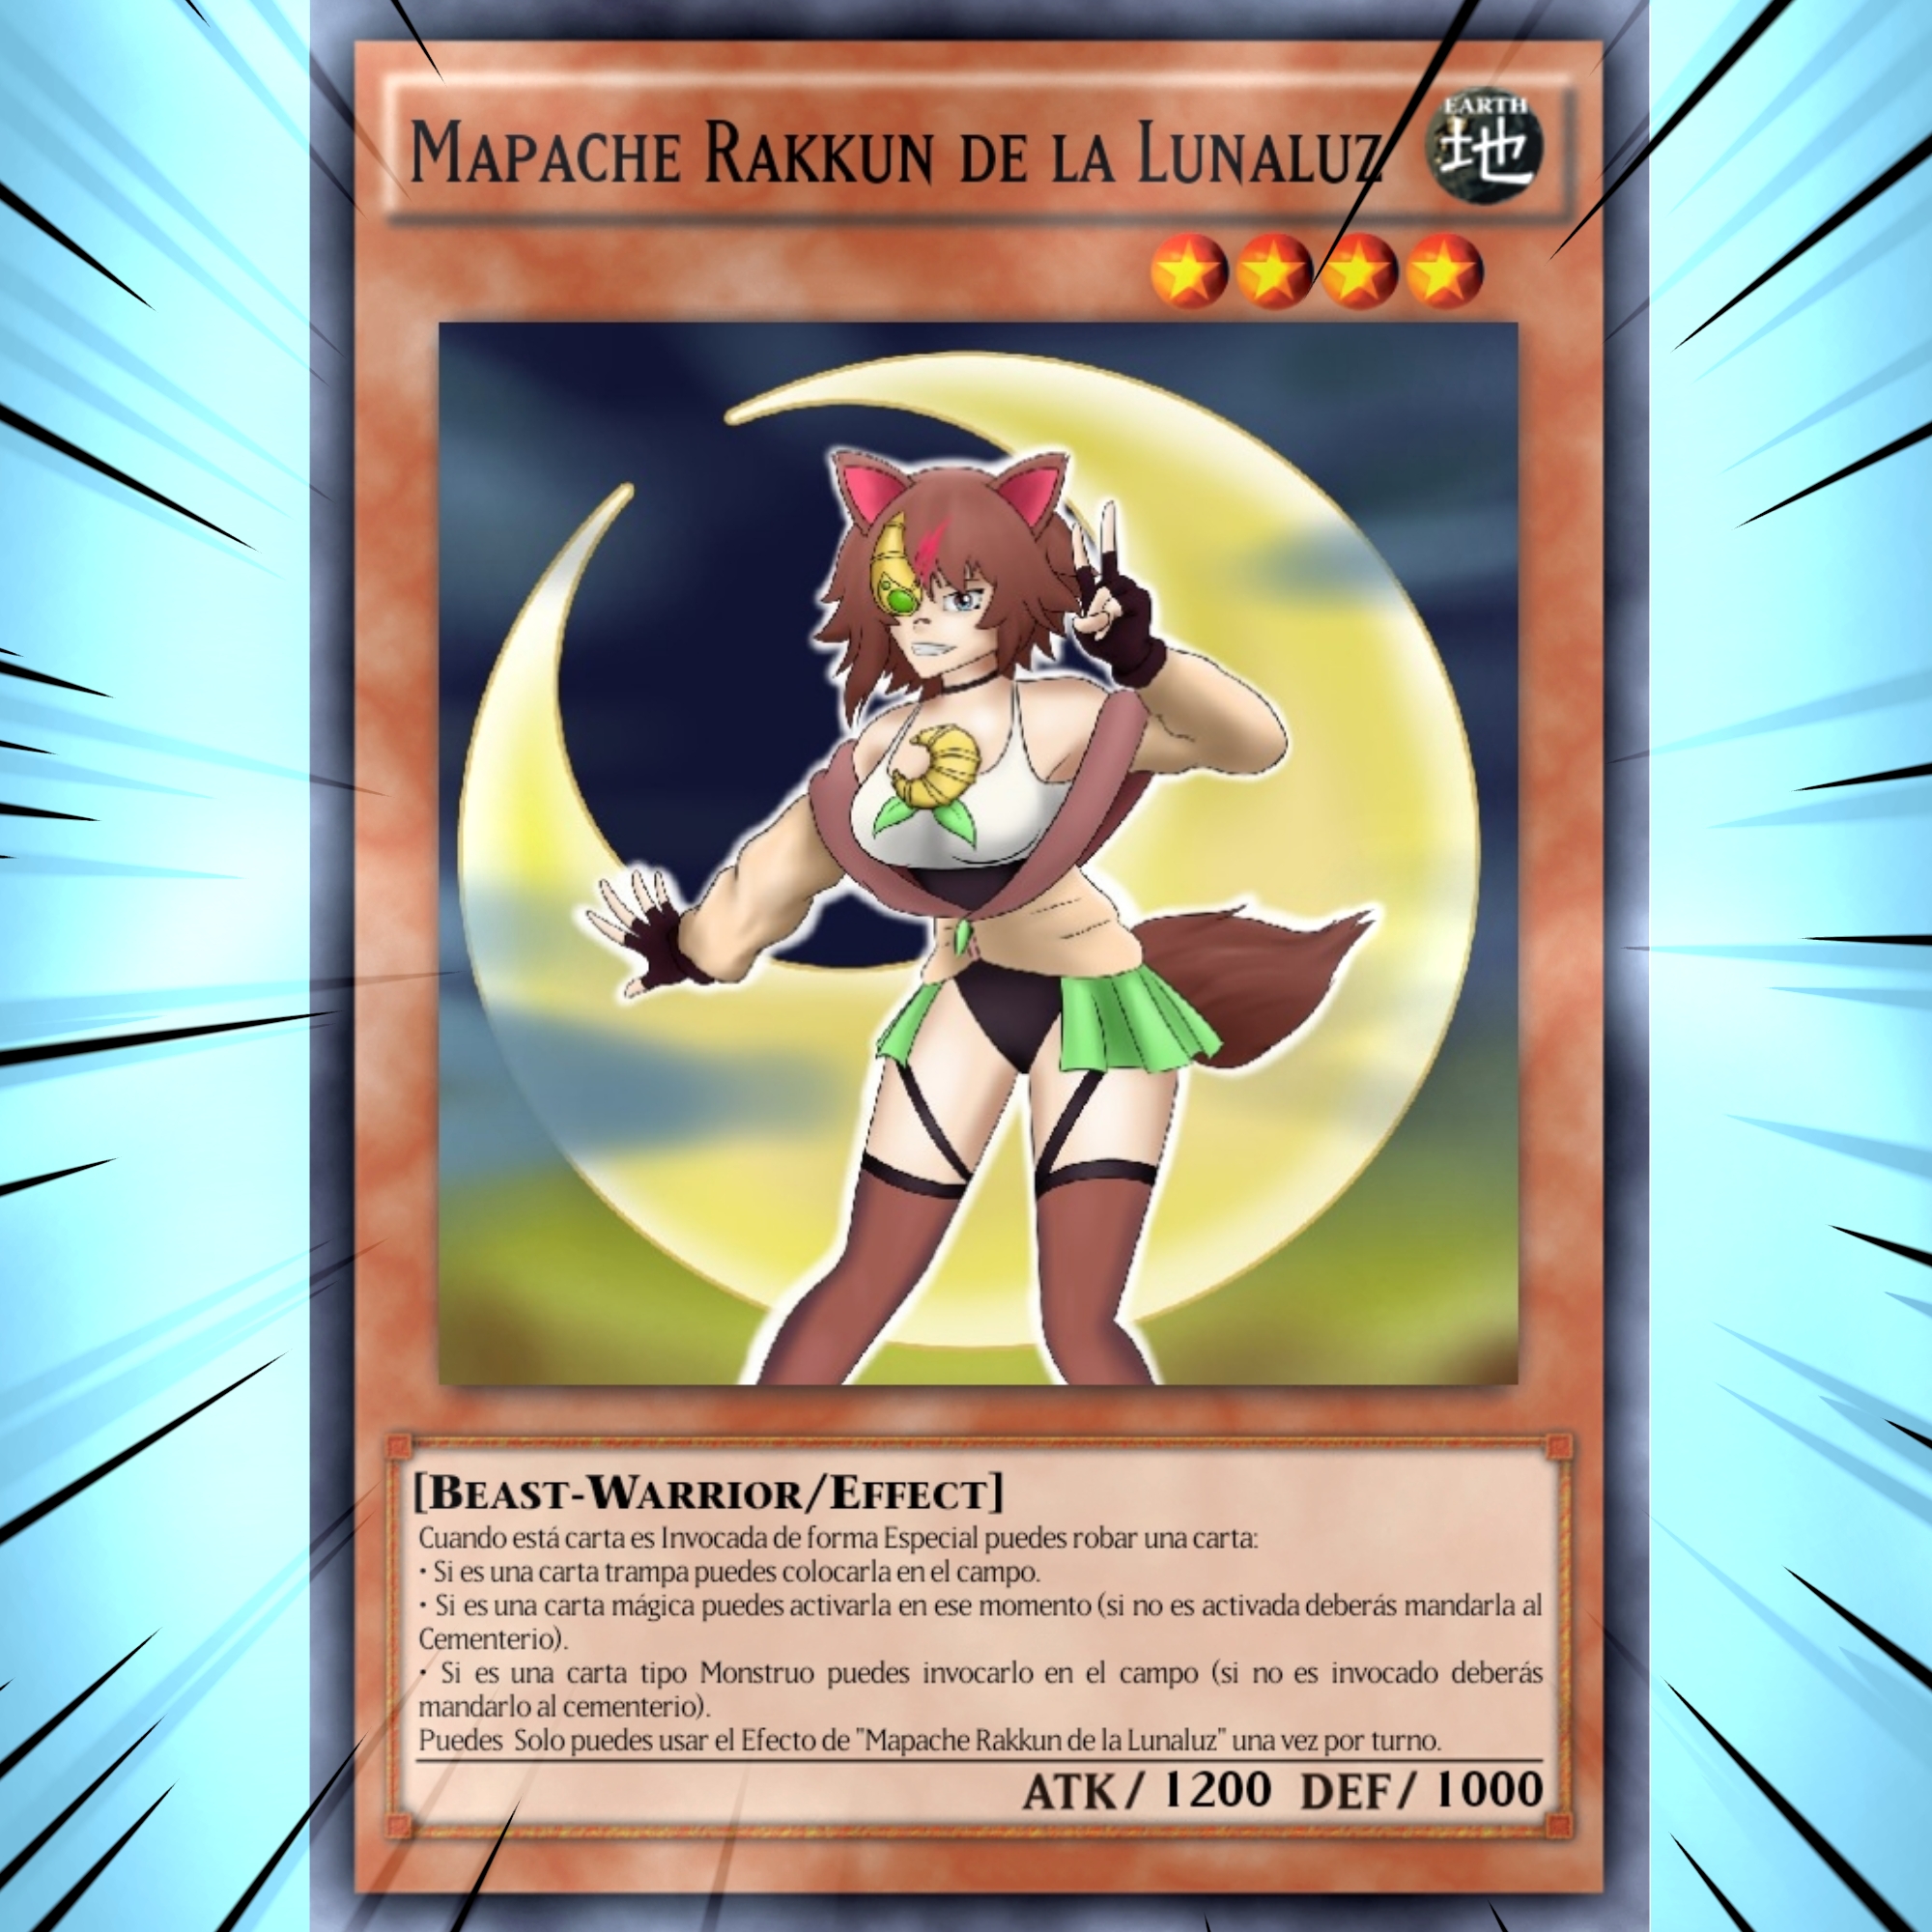 Mapache Rakkun de la Lunaluz
EARTH
地
[Beast-Warrior/Effect]
Cuando está carta es Invocada de forma Especial puedes robar una carta:
• Si es una carta trampa puedes colocarla en el campo.
• Si es una carta mágica puedes activarla en ese momento (si no es activada deberás mandarla al
Cementerio).
• Si es una carta tipo Monstruo puedes invocarlo en el campo (si no es invocado deberás
mandarlo al cementerio).
Puedes Solo puedes usar el Efecto de "Mapache Rakkun de la Lunaluz" una vez por turno.
ATK/ 1200 DEF/ 1000